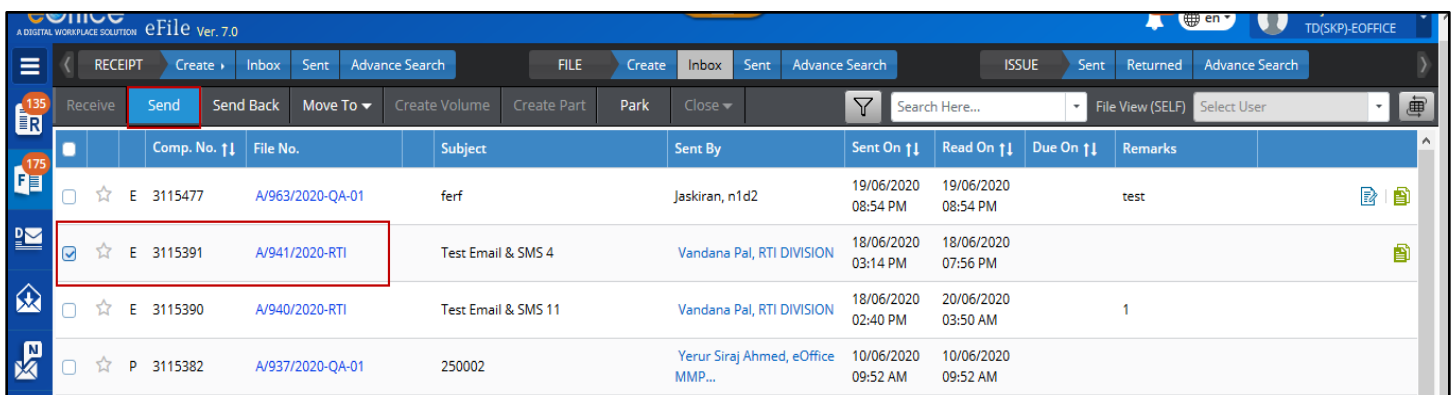 eOffice
A DIGITAL WORKPLACE SOLUTION eFile Ver. 7.0
en
TD(SKP)-EOFFICE
RECEIPT Create Inbox Sent Advance Search FILE Create Inbox Sent Advance Search ISSUE Sent Returned Advance Search
135 R
Receive Send Send Back Move To Create Volume Create Part Park Close Search Here... File View (SELF) Select User
175 F
Comp. No. File No. Subject Sent By Sent On Read On Due On Remarks
E 3115477 A/963/2020-QA-01 ferf Jaskiran, n1d2 19/06/2020 19/06/2020 test
08:54 PM 08:54 PM
D
E 3115391 A/941/2020-RTI Test Email & SMS 4 Vandana Pal, RTI DIVISION 18/06/2020 18/06/2020
03:14 PM 07:56 PM
E 3115390 A/940/2020-RTI Test Email & SMS 11 Vandana Pal, RTI DIVISION 18/06/2020 20/06/2020 1
02:40 PM 03:50 AM
N
P 3115382 A/937/2020-QA-01 250002 Yerur Siraj Ahmed, eOffice 10/06/2020 10/06/2020
MMP... 09:52 AM 09:52 AM